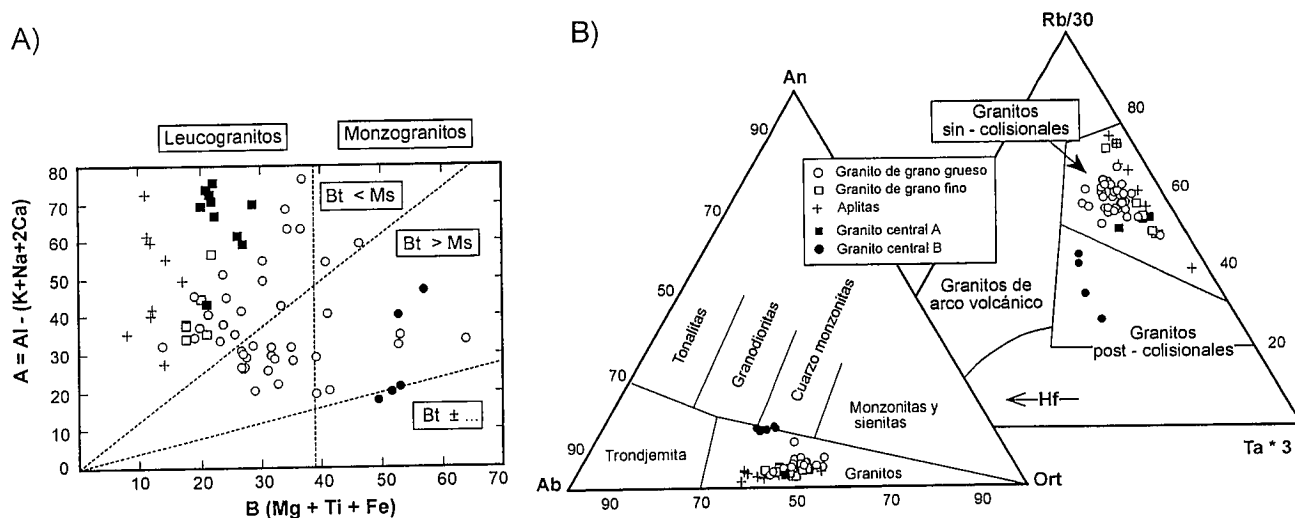 A)
Leucogranitos
Monzogranitos
80
70
60
50
40
30
20
10
0
A = Al - (K+Na+2Ca)
Bt < Ms
Bt > Ms
Bt ± ...
0
10
20
30
40
50
60
70
B (Mg + Ti + Fe)
B)
An
90
70
50
70
90
Ab
90
70
50
70
90
Ort
Tonalitas
Granodioritas
Cuarzo monzonitas
Monzonitas y
sienitas
Trondjemita
Granitos
Granito de grano grueso
Granito de grano fino
Aplitas
Granito central A
Granito central B
Rb/30
80
60
40
20
Granitos
sin - colisionales
Granitos de
arco volcánico
Granitos
post - colisionales
Hf
Ta * 3